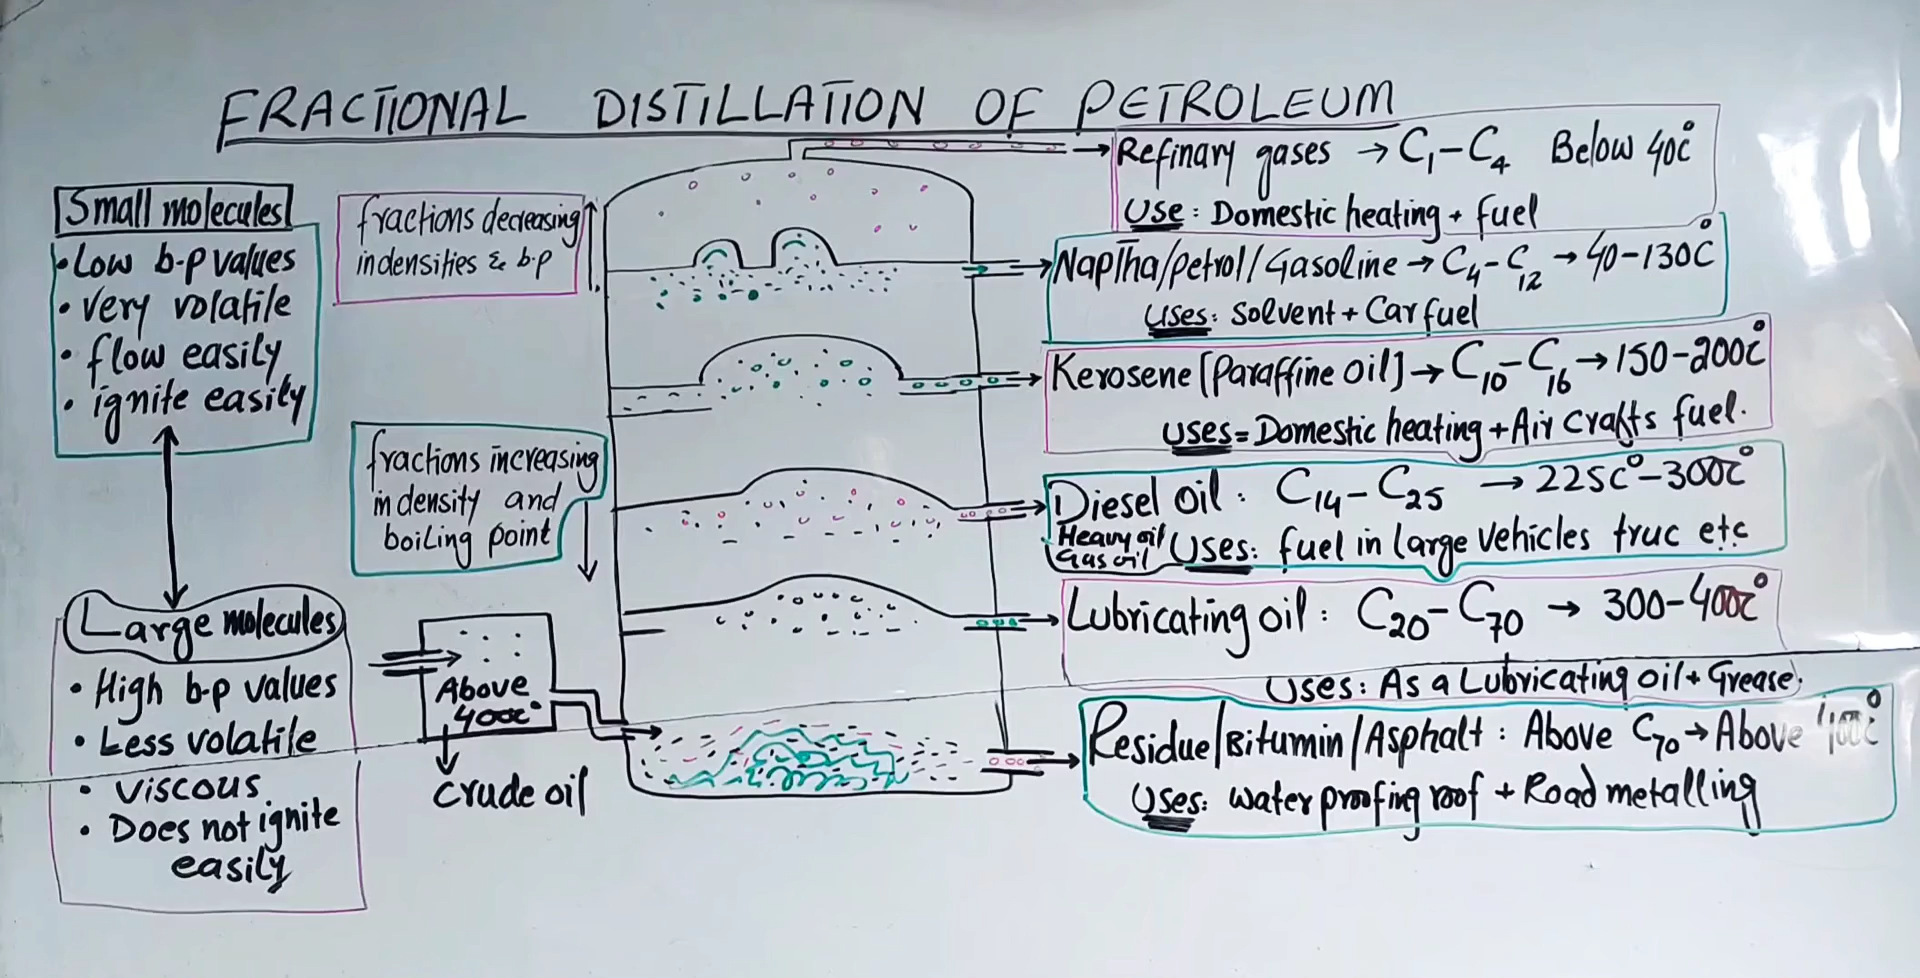 FRACTIONAL DISTILLATION OF PETROLEUM
Small molecules
• Low b-p values
• very volatile
• flow easily
• ignite easily
fractions decreasing
in densities & b.p
fractions increasing
in density and
boiling point
Large molecules
• High b-p values
• Less volatile
• viscous
• Does not ignite
easily
Above
400c°
Crude oil
→ Refinary gases → C₁-C₄ Below 40c°
Use: Domestic heating + fuel
→ Naptha/petrol/Gasoline → C₄-C₁₂ → 40-130c°
Uses: Solvent + Car fuel
→ Kerosene [Paraffine oil] → C₁₀-C₁₆ → 150-200c°
uses = Domestic heating + Air Crafts fuel.
→ Diesel oil: C₁₄-C₂₅ → 225c°-300c°
Heavy oil
Gas oil
Uses: fuel in large vehicles truc etc
→ Lubricating oil: C₂₀-C₇₀ → 300-400c°
Uses: As a Lubricating oil + Grease.
→ Residue/Bitumin/Asphalt: Above C₇₀ → Above 400c°
Uses: water proofing roof + Road metalling